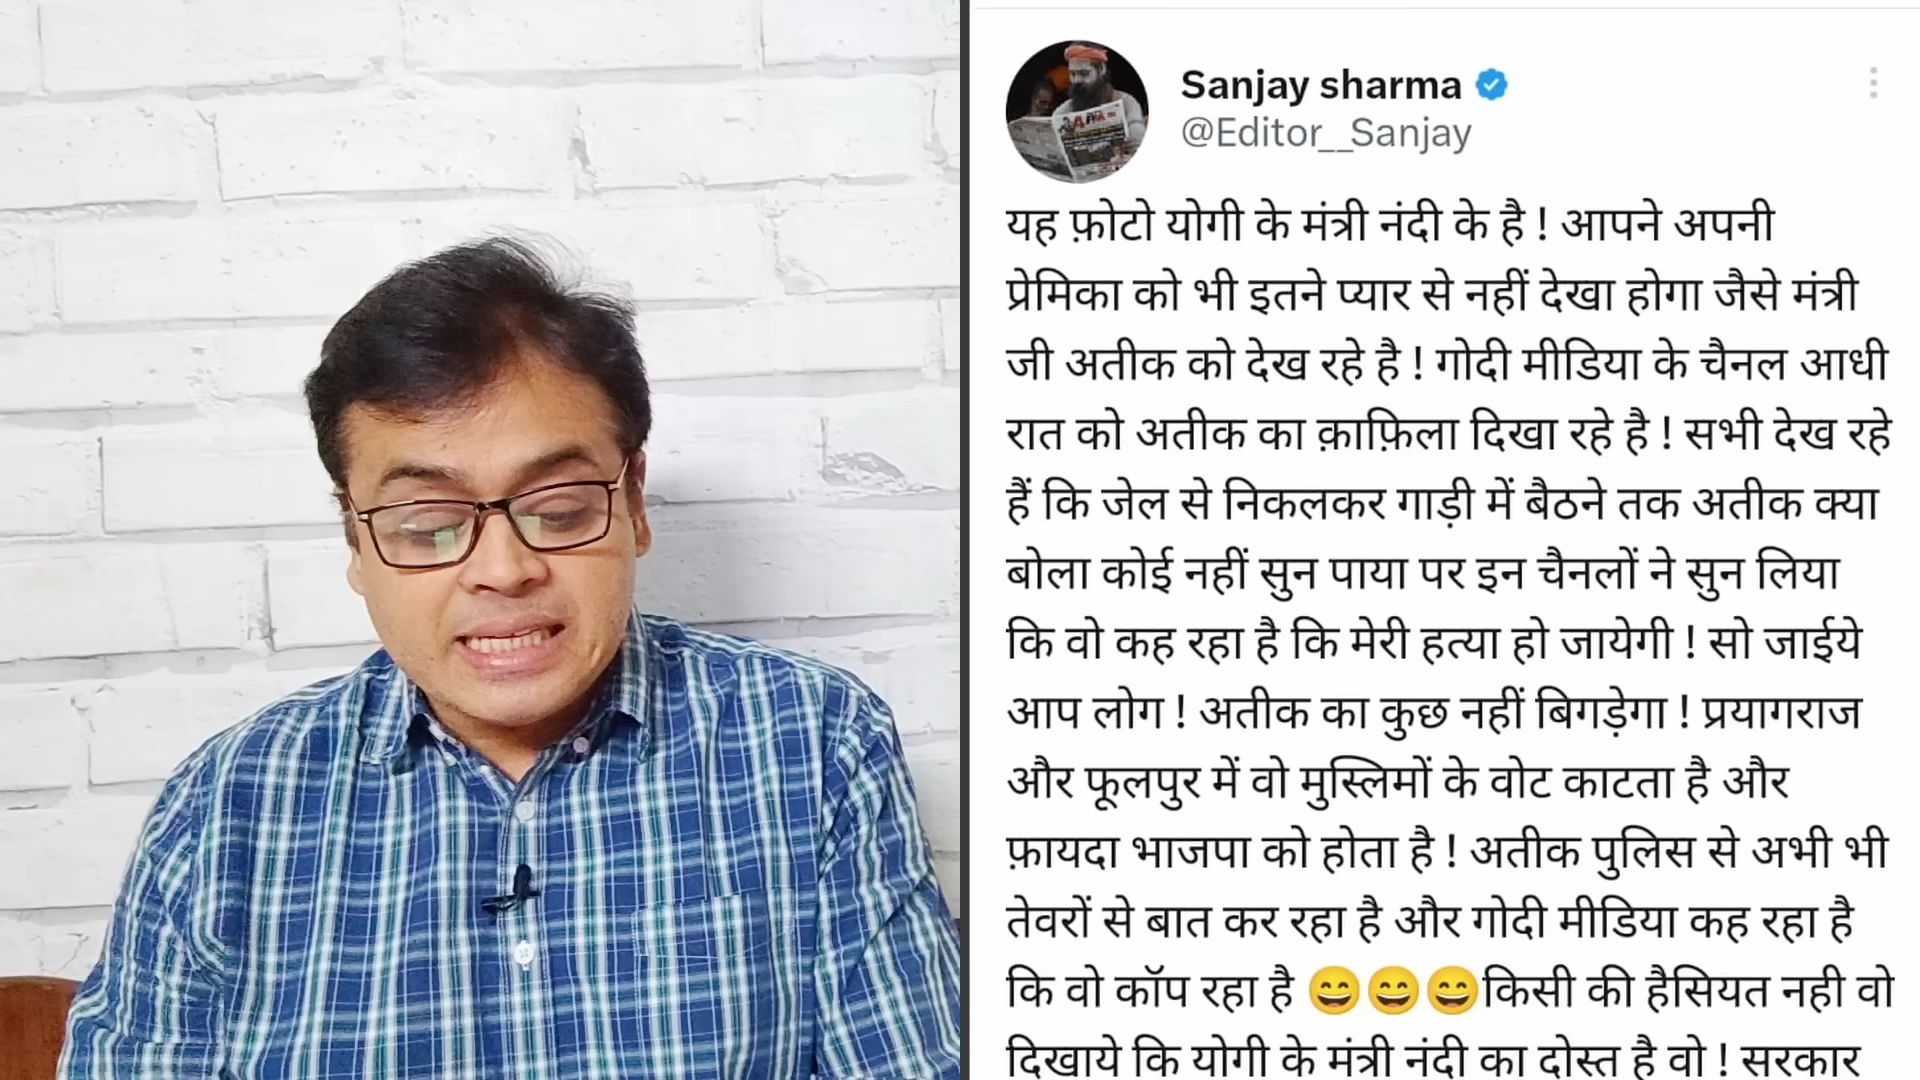 Sanjay sharma
@Editor__Sanjay
यह फ़ोटो योगी के मंत्री नंदी के है ! आपने अपनी
प्रेमिका को भी इतने प्यार से नहीं देखा होगा जैसे मंत्री
जी अतीक को देख रहे है ! गोदी मीडिया के चैनल आधी
रात को अतीक का क़ाफ़िला दिखा रहे है ! सभी देख रहे
हैं कि जेल से निकलकर गाड़ी में बैठने तक अतीक क्या
बोला कोई नहीं सुन पाया पर इन चैनलों ने सुन लिया
कि वो कह रहा है कि मेरी हत्या हो जायेगी ! सो जाईये
आप लोग ! अतीक का कुछ नहीं बिगड़ेगा ! प्रयागराज
और फूलपुर में वो मुस्लिमों के वोट काटता है और
फ़ायदा भाजपा को होता है ! अतीक पुलिस से अभी भी
तेवरों से बात कर रहा है और गोदी मीडिया कह रहा है
कि वो कॉप रहा है 😄😄😄किसी की हैसियत नही वो
दिखाये कि योगी के मंत्री नंदी का दोस्त है वो ! सरकार